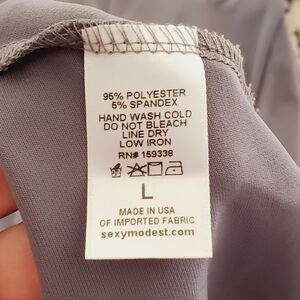 95% POLYESTER
5% SPANDEX
HAND WASH COLD
DO NOT BLEACH
LINE DRY
LOW IRON
RN# 159338
L
MADE IN USA
OF IMPORTED FABRIC
sexymodest.com